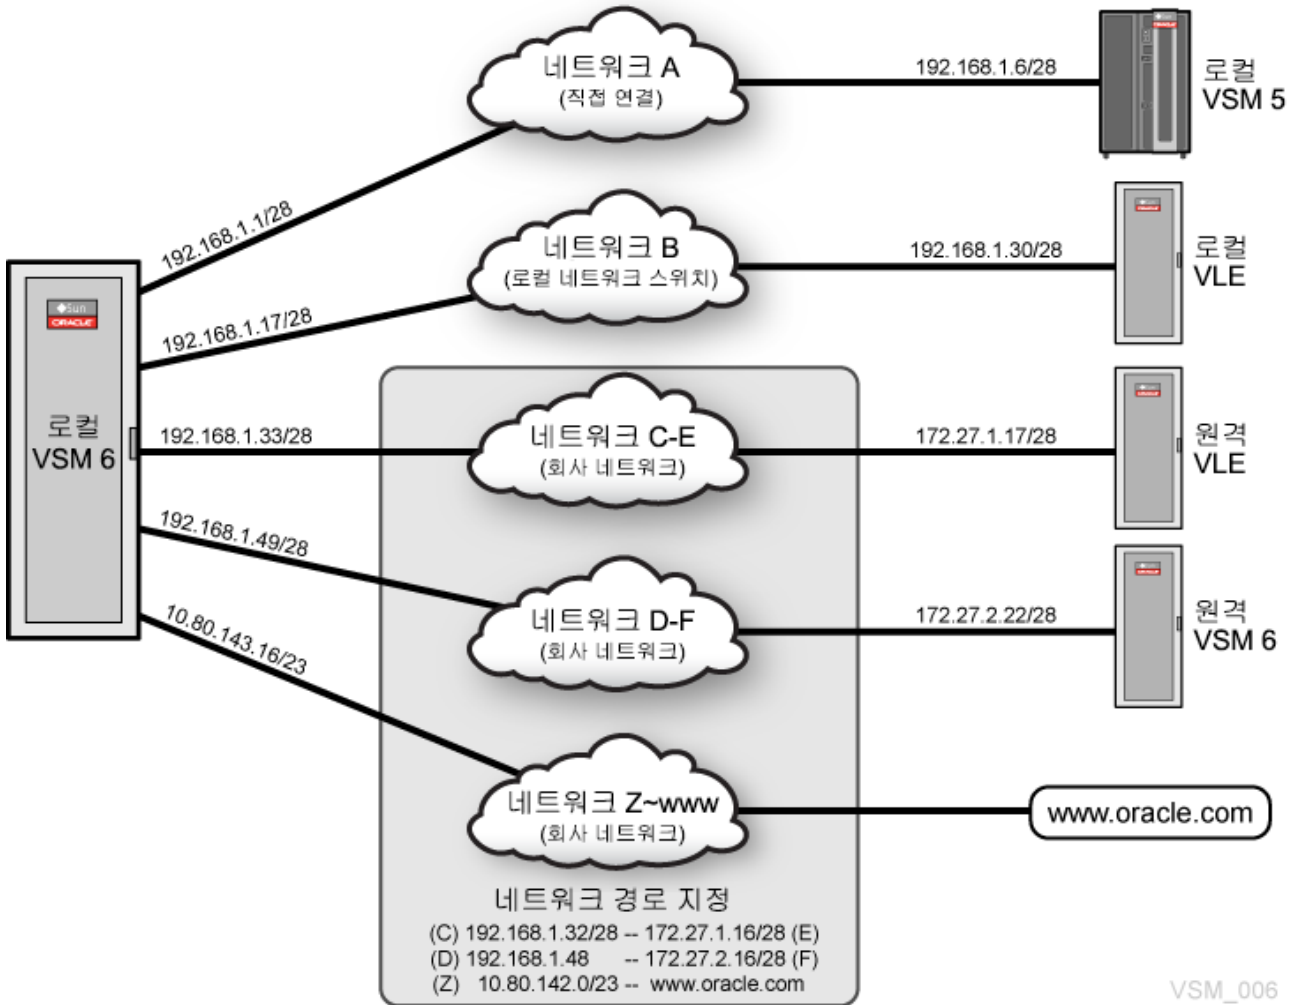 네트워크 A
(직접 연결)
192.168.1.6/28
로컬
VSM 5
192.168.1.1/28
네트워크 B
(로컬 네트워크 스위치)
192.168.1.30/28
로컬
VLE
192.168.1.17/28
Sun
ORACLE
로컬
VSM 6
192.168.1.33/28
네트워크 C-E
(회사 네트워크)
172.27.1.17/28
원격
VLE
192.168.1.49/28
네트워크 D-F
(회사 네트워크)
172.27.2.22/28
원격
VSM 6
10.80.143.16/23
네트워크 Z~www
(회사 네트워크)
www.oracle.com
네트워크 경로 지정
(C) 192.168.1.32/28 -- 172.27.1.16/28 (E)
(D) 192.168.1.48 -- 172.27.2.16/28 (F)
(Z) 10.80.142.0/23 -- www.oracle.com
VSM_006